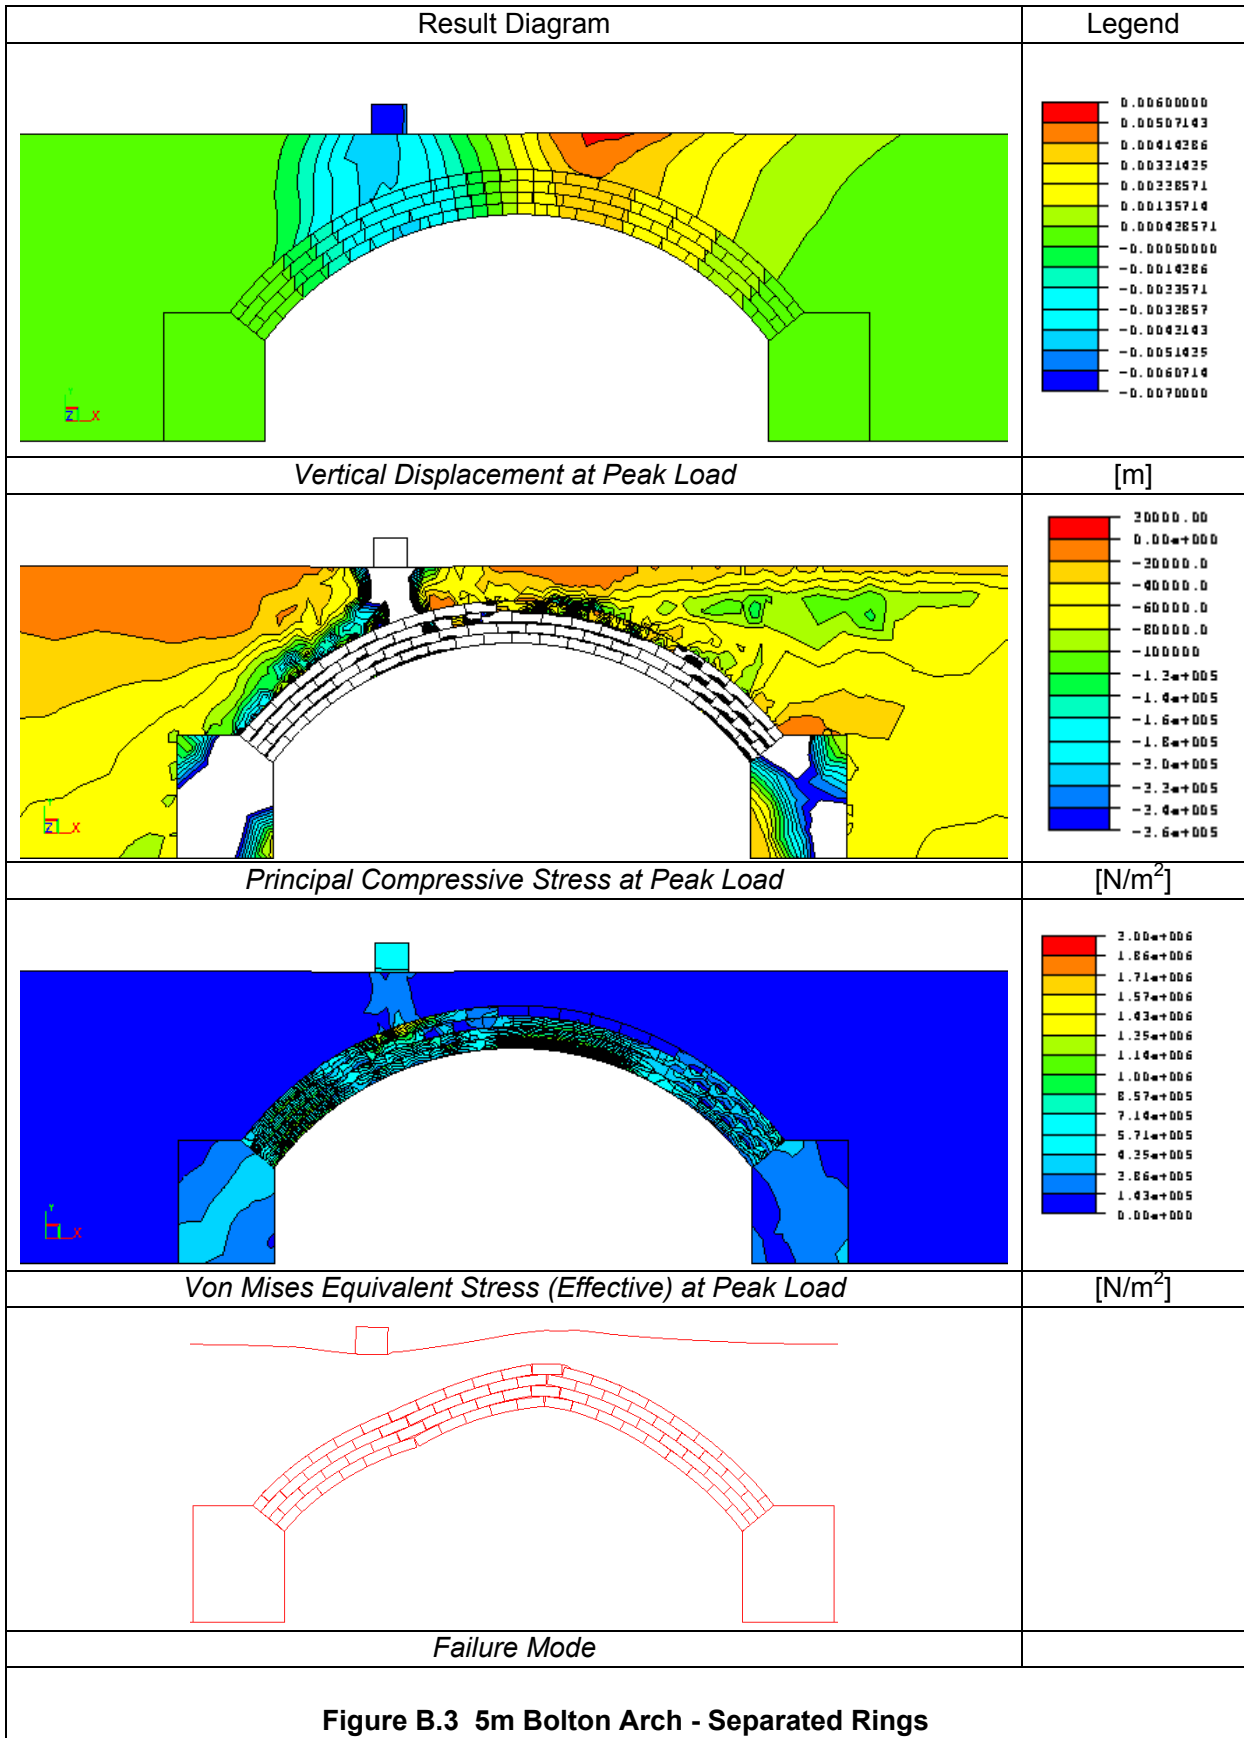 Result Diagram
Legend
0.00600000
0.00507143
0.00414286
0.00321425
0.00228571
0.00135714
0.000428571
-0.00050000
-0.0014286
-0.0023571
-0.0032857
-0.0042143
-0.0051425
-0.0060714
-0.0070000
Y
Z X
Vertical Displacement at Peak Load
[m]
20000.00
0.00e+000
-20000.0
-40000.0
-60000.0
-80000.0
-100000
-1.2e+005
-1.4e+005
-1.6e+005
-1.8e+005
-2.0e+005
-2.2e+005
-2.4e+005
-2.6e+005
Y
Z X
Principal Compressive Stress at Peak Load
[N/m²]
2.00e+006
1.86e+006
1.71e+006
1.57e+006
1.43e+006
1.25e+006
1.14e+006
1.00e+006
8.57e+005
7.14e+005
5.71e+005
4.25e+005
2.86e+005
1.43e+005
0.00e+000
Y
X
Von Mises Equivalent Stress (Effective) at Peak Load
[N/m²]
Failure Mode
Figure B.3 5m Bolton Arch - Separated Rings